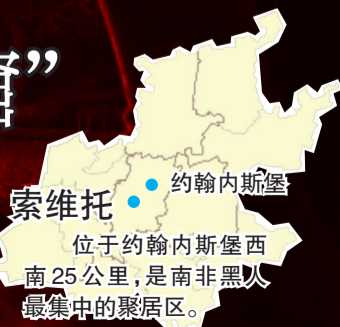 ”
约翰内斯堡
索维托
位于约翰内斯堡西
南25公里，是南非黑人
最集中的聚居区。